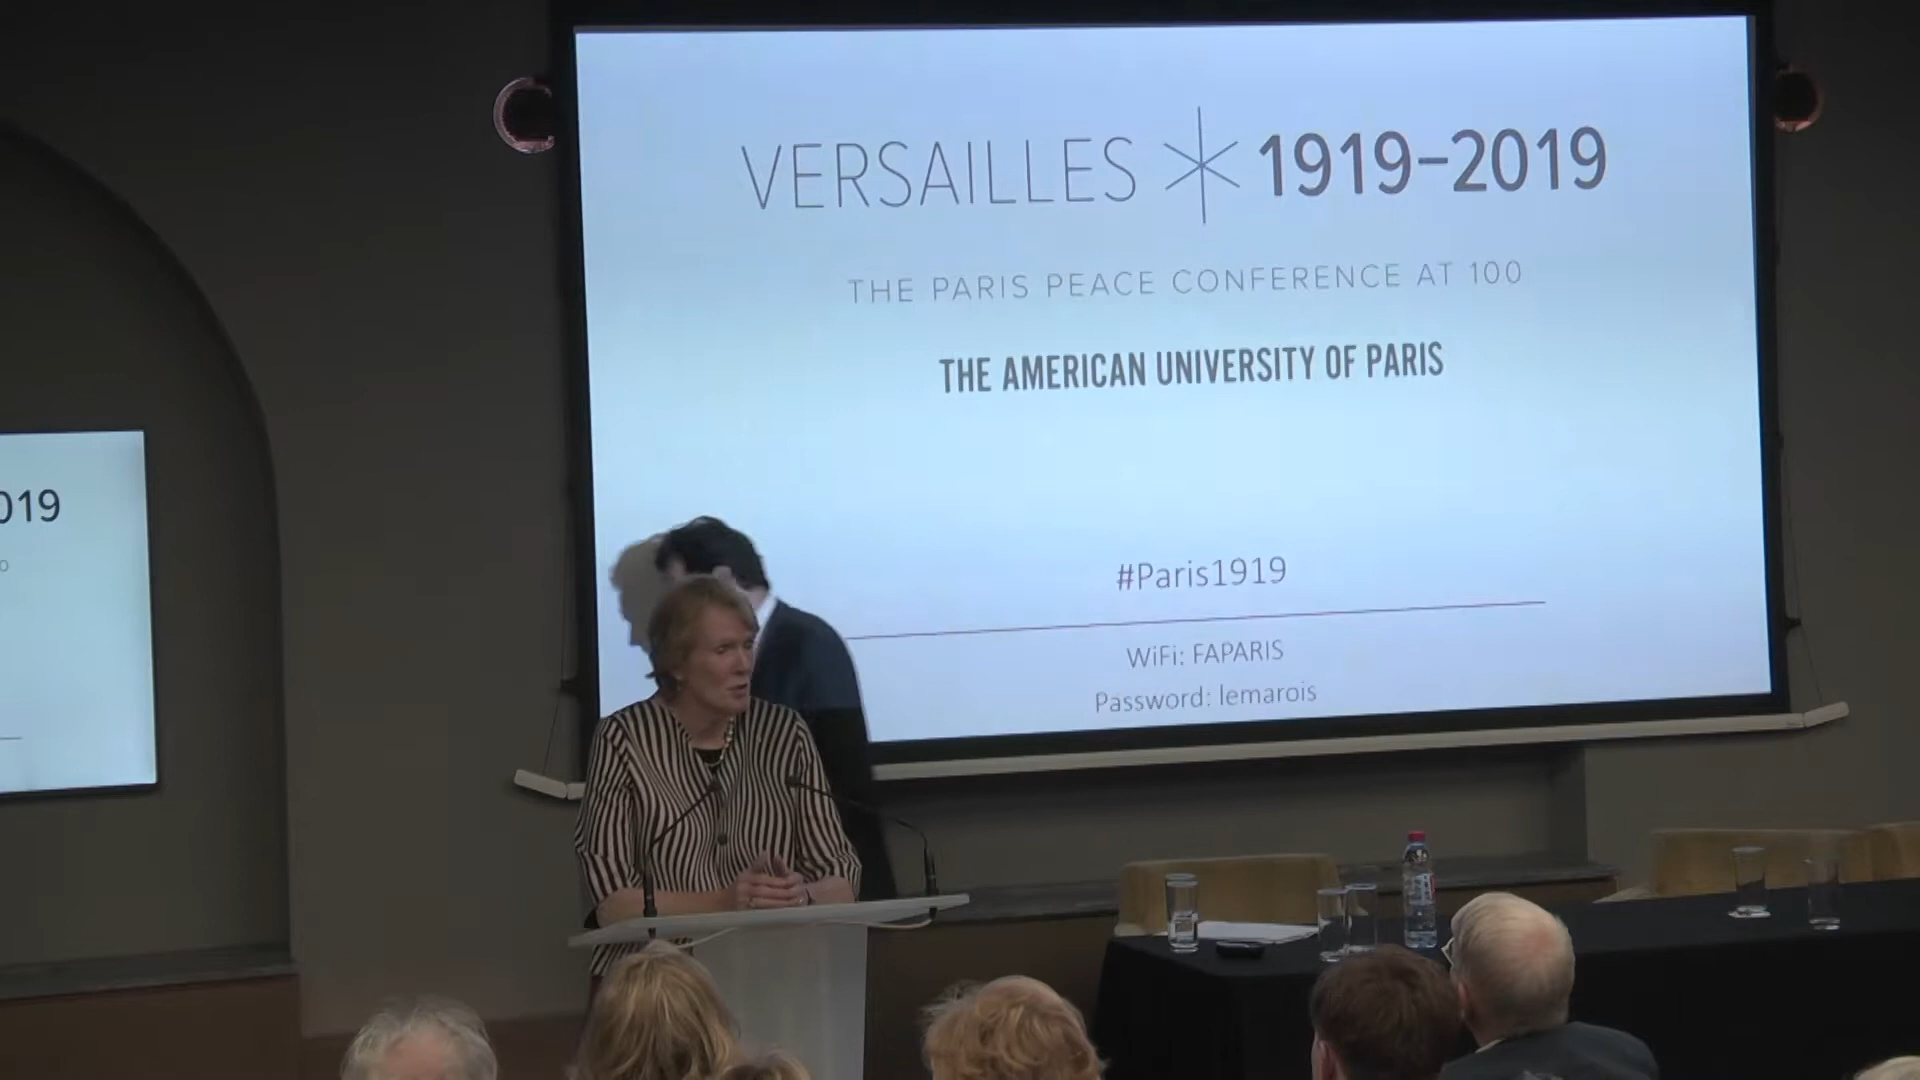 VERSAILLES 1919–2019
THE PARIS PEACE CONFERENCE AT 100
THE AMERICAN UNIVERSITY OF PARIS
#Paris1919
WiFi: FAPARIS
Password: lemarois
019